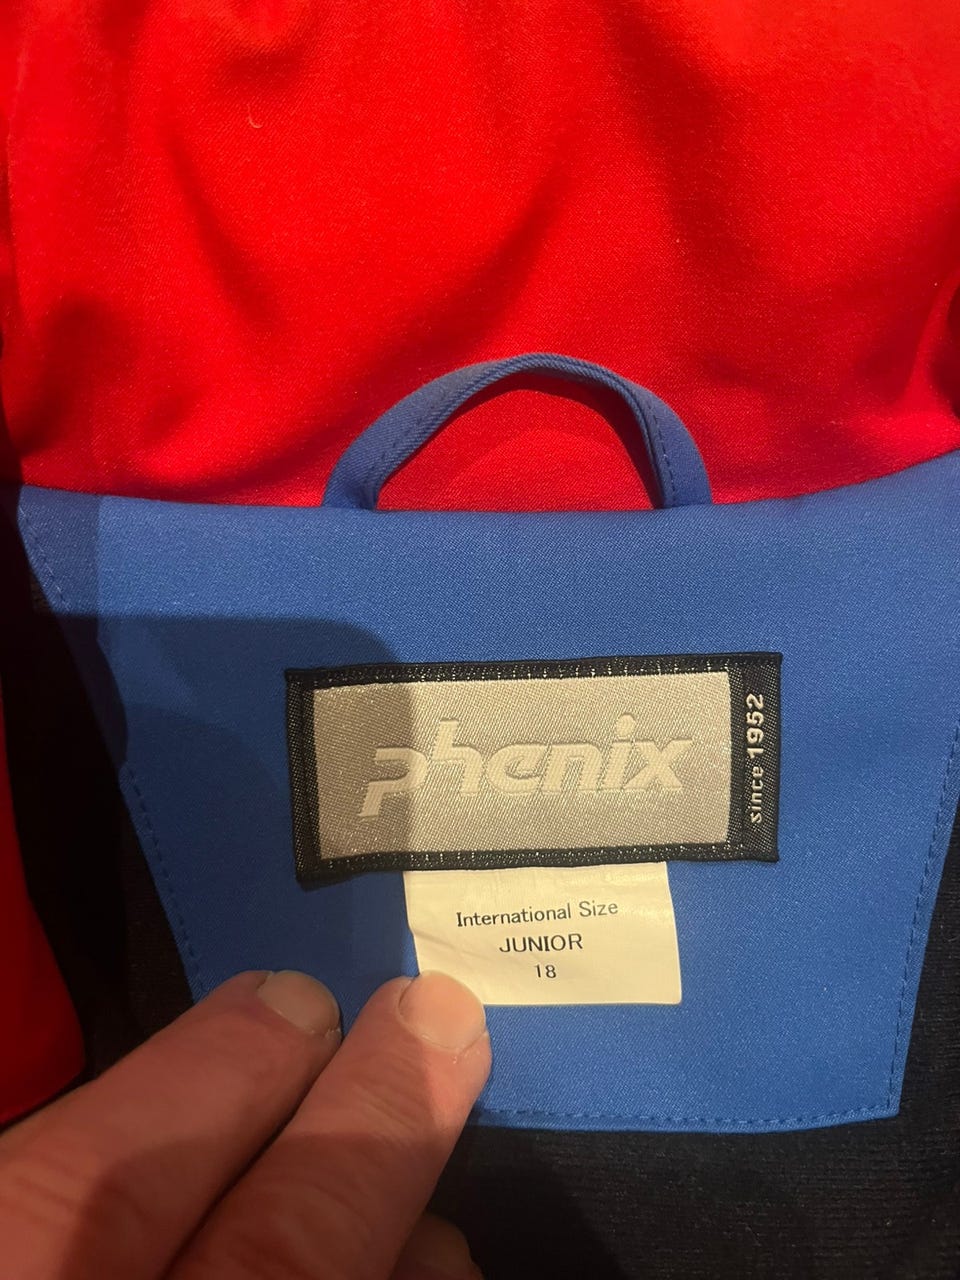 phenix
since 1952
International Size
JUNIOR
18